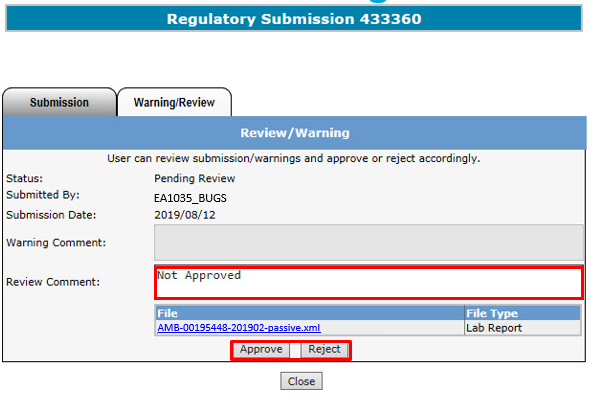 Regulatory Submission 433360
Submission Warning/Review
Review/Warning
User can review submission/warnings and approve or reject accordingly.
Status: Pending Review
Submitted By: EA1035_BUGS
Submission Date: 2019/08/12
Warning Comment:
Review Comment: Not Approved
File File Type
AMB-00195448-201902-passive.xml Lab Report
Approve Reject
Close